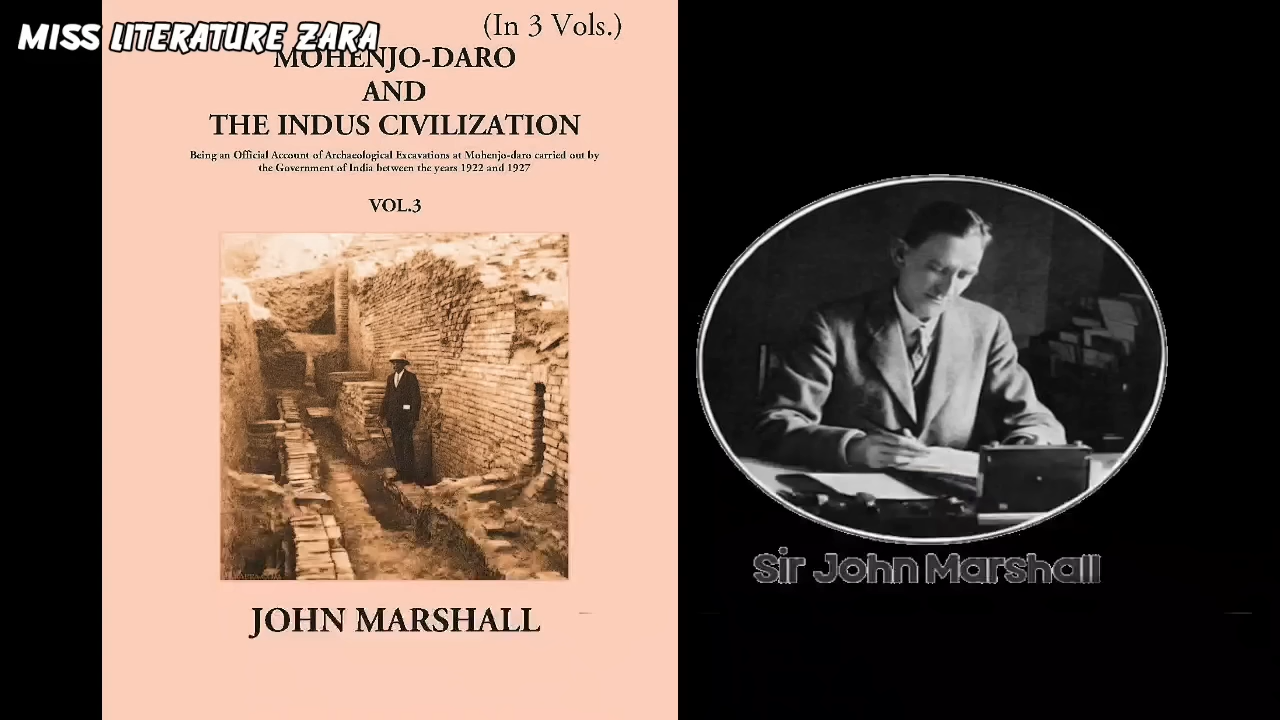 MISS LITERATURE ZARA
(In 3 Vols.)
MOHENJO-DARO
AND
THE INDUS CIVILIZATION
Being an Official Account of Archaeological Excavations at Mohenjo-daro carried out by
the Government of India between the years 1922 and 1927
VOL.3
JOHN MARSHALL
Sir John Marshall